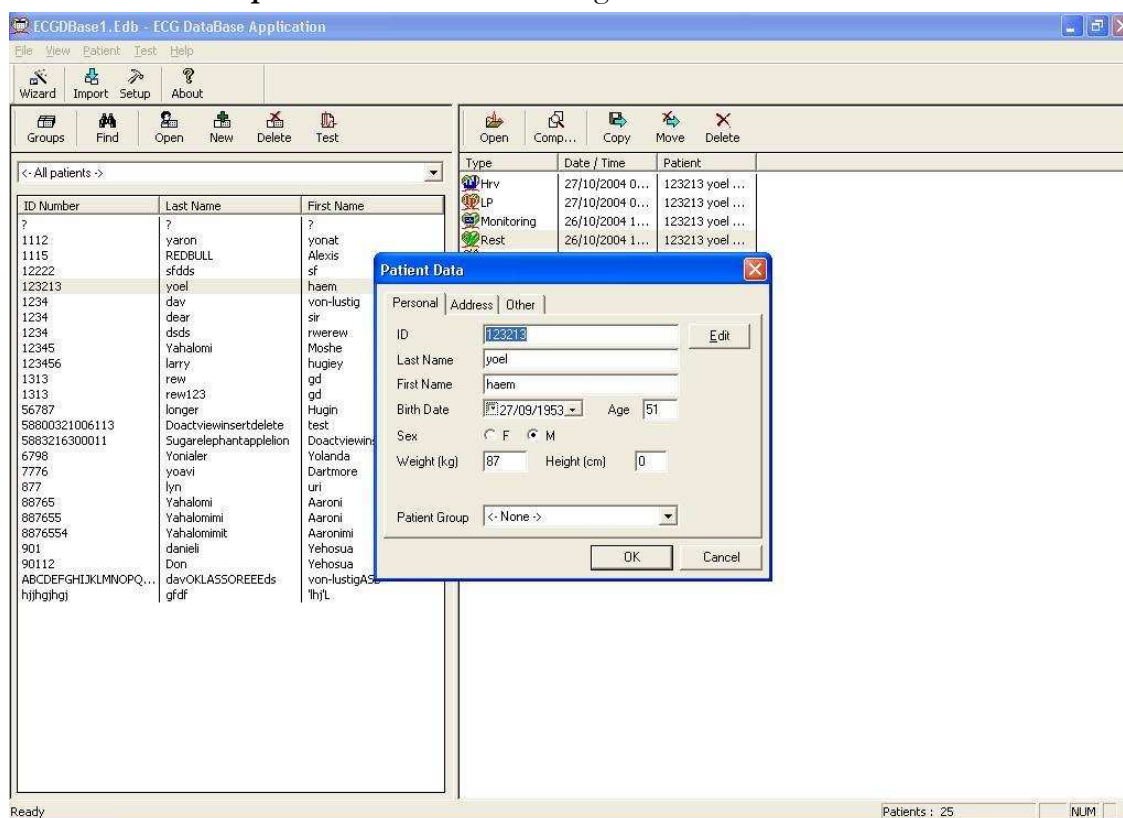 ECGDBase1.Edb - ECG DataBase Application
File View Patient Test Help
Wizard Import Setup About
Groups Find Open New Delete Test
Open Comp... Copy Move Delete
<- All patients ->
Type Date / Time Patient
Hrv 27/10/2004 0... 123213 yoel ...
LP 27/10/2004 0... 123213 yoel ...
Monitoring 26/10/2004 1... 123213 yoel ...
Rest 26/10/2004 1... 123213 yoel ...
ID Number Last Name First Name
? ? ?
1112 yaron yonat
1115 REDBULL Alexis
12222 sfdds sf
123213 yoel haem
1234 dav von-lustig
1234 dear sir
1234 dsds rwerew
12345 Yahalomi Moshe
123456 larry hugiey
1313 rew gd
1313 rew123 gd
56787 longer Hugin
58800321006113 Doactviewinsertdelete test
5883216300011 Sugarelephantapplelion Doactviewin
6798 Yonialer Yolanda
7776 yoavi Dartmore
877 lyn uri
88765 Yahalomi Aaroni
887655 Yahalomimi Aaroni
8876554 Yahalomimit Aaronimi
901 danieli Yehosua
90112 Don Yehosua
ABCDEFGHIJKLMNOPQ... davOKLASSOREEEds von-lustigASD
hjjhgjhgj gfdf 'lhj'L
Patient Data
Personal Address Other
ID 123213 Edit
Last Name yoel
First Name haem
Birth Date 27/09/1953 Age 51
Sex F M
Weight (kg) 87 Height (cm) 0
Patient Group <- None ->
OK Cancel
Ready Patients : 25 NUM